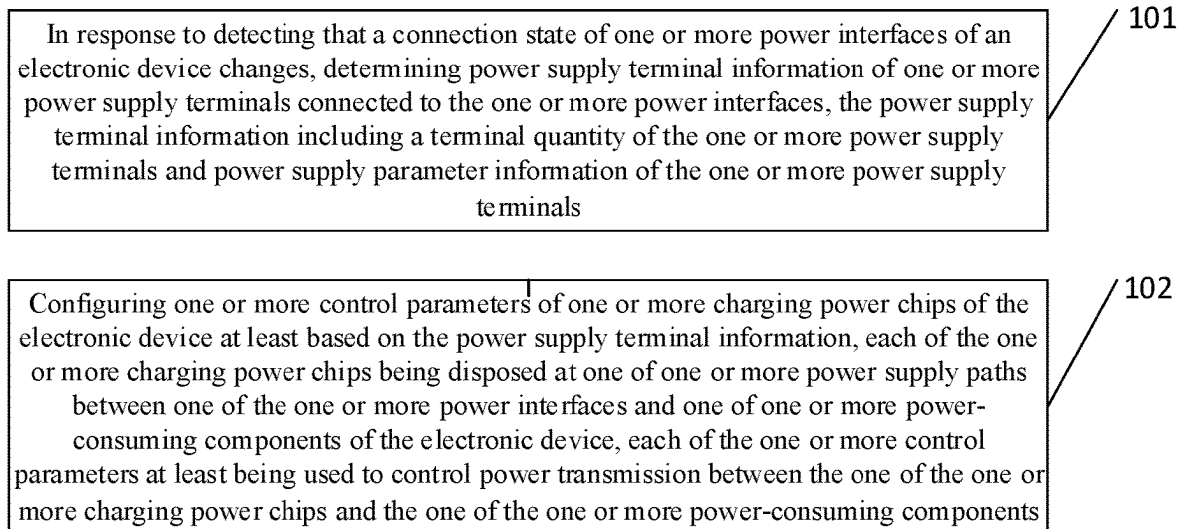 101
In response to detecting that a connection state of one or more power interfaces of an
electronic device changes, determining power supply terminal information of one or more
power supply terminals connected to the one or more power interfaces, the power supply
terminal information including a terminal quantity of the one or more power supply
terminals and power supply parameter information of the one or more power supply
terminals
102
Configuring one or more control parameters of one or more charging power chips of the
electronic device at least based on the power supply terminal information, each of the one
or more charging power chips being disposed at one of one or more power supply paths
between one of the one or more power interfaces and one of one or more power-
consuming components of the electronic device, each of the one or more control
parameters at least being used to control power transmission between the one of the one or
more charging power chips and the one of the one or more power-consuming components